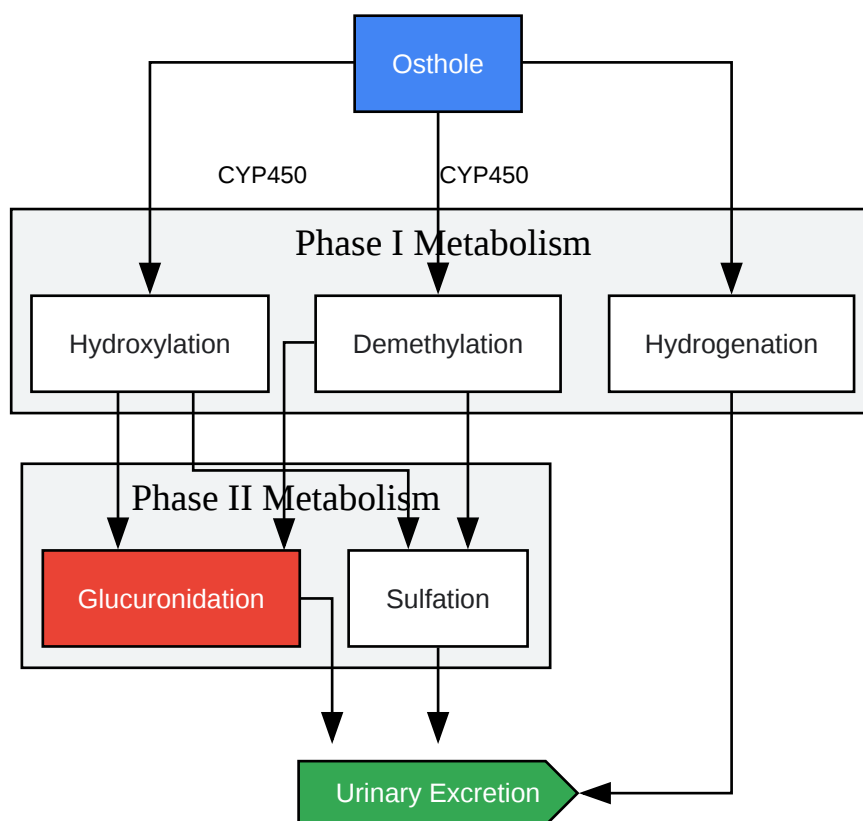 Osthole
CYP450
CYP450
Phase I Metabolism
Hydroxylation
Demethylation
Hydrogenation
Phase II Metabolism
Glucuronidation
Sulfation
Urinary Excretion